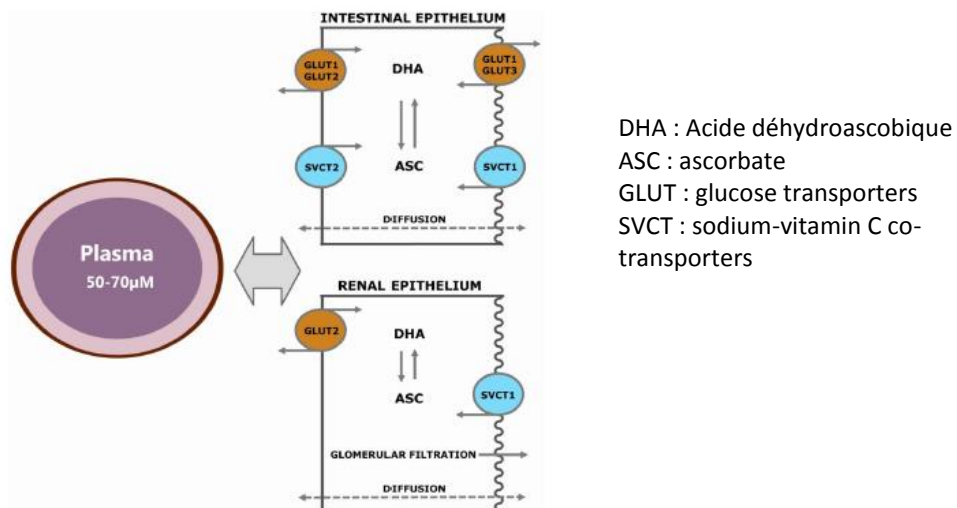 INTESTINAL EPITHELIUM
GLUT1
GLUT2
DHA
GLUT1
GLUT3
SVCT2
ASC
SVCT1
DIFFUSION
Plasma
50-70µM
RENAL EPITHELIUM
GLUT2
DHA
ASC
SVCT1
GLOMERULAR FILTRATION
DIFFUSION
DHA : Acide déhydroascobique
ASC : ascorbate
GLUT : glucose transporters
SVCT : sodium-vitamin C co-
transporters